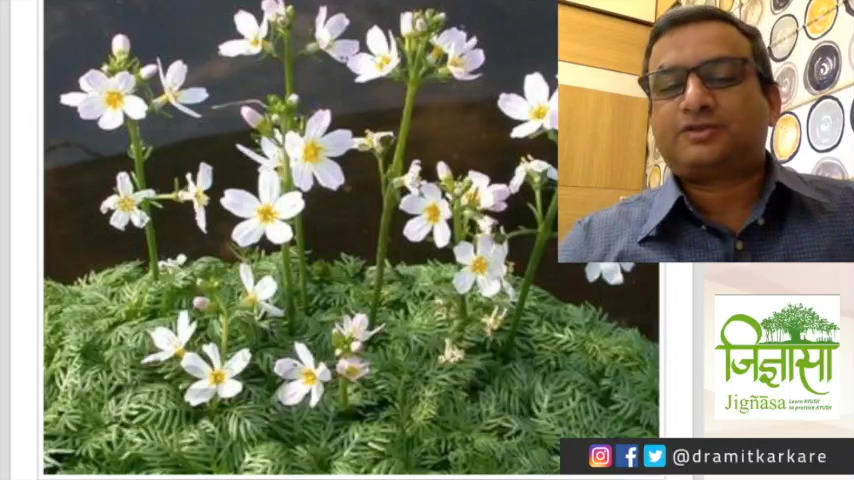 जिज्ञासा
Jigñāsa
Learn AYUSH
to practice AYUSH
@dramitkarkare